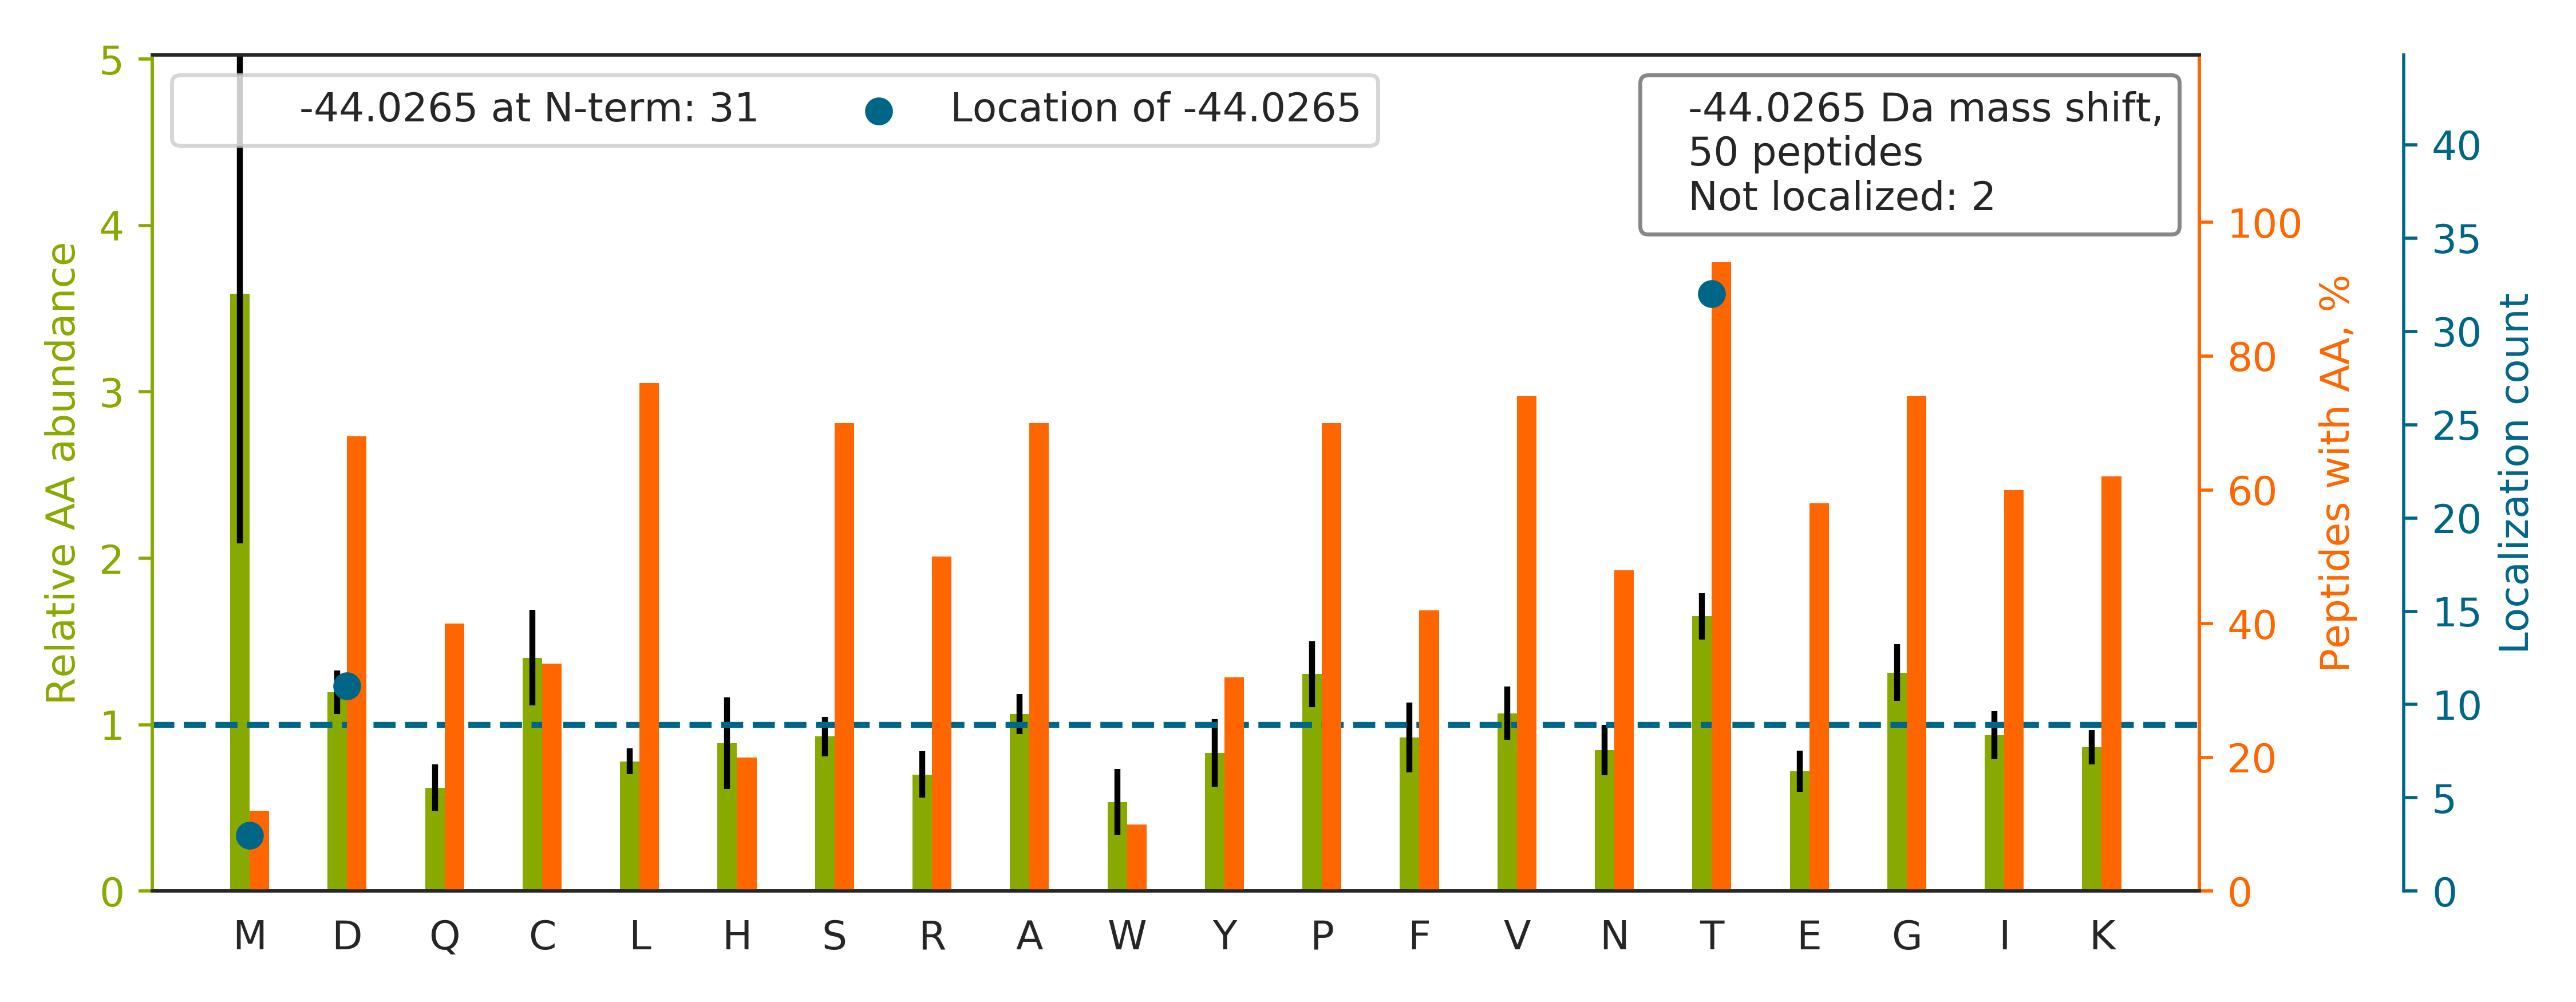 -44.0265 at N-term: 31
Location of -44.0265
-44.0265 Da mass shift,
50 peptides
Not localized: 2
Relative AA abundance
5
4
3
2
1
0
M D Q C L H S R A W Y P F V N T E G I K
100
80
60
40
20
0
Peptides with AA, %
40
35
30
25
20
15
10
5
0
Localization count